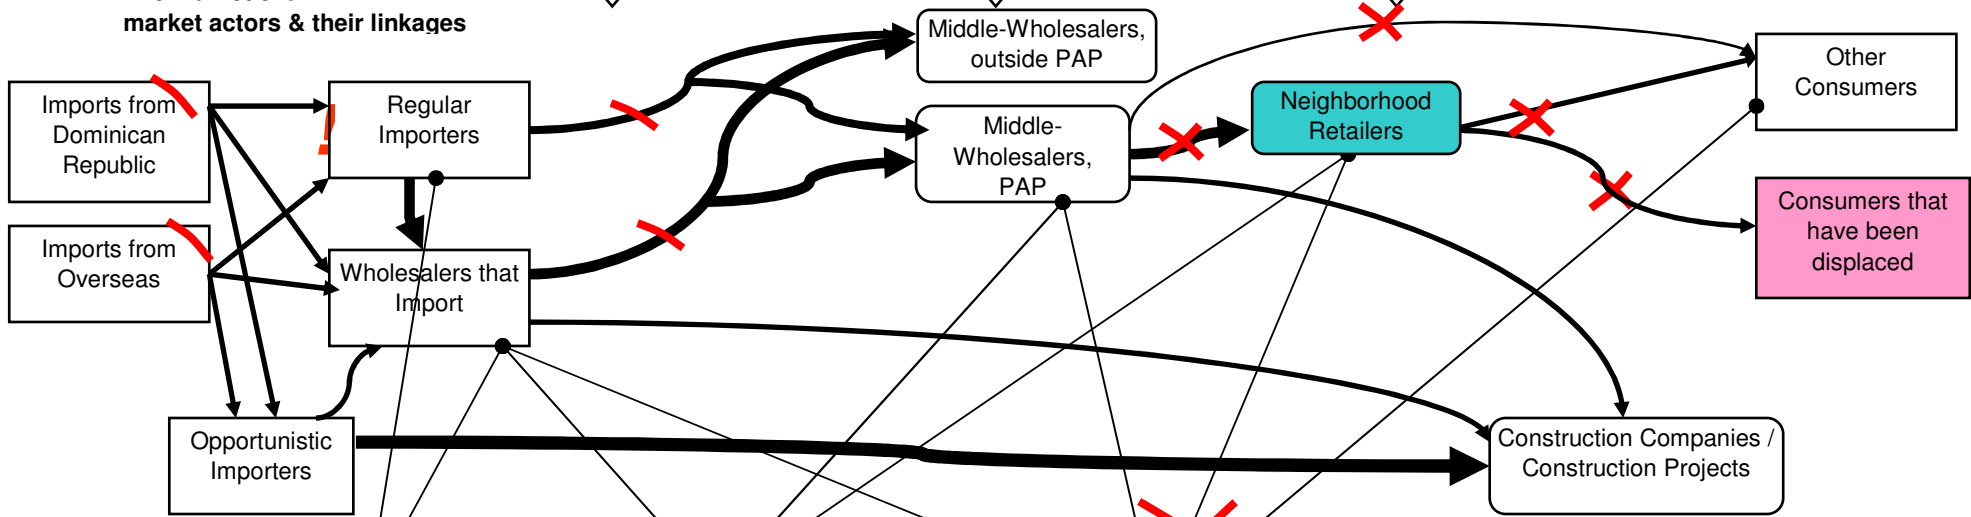 market actors & their linkages
Middle-Wholesalers,
outside PAP
Other
Consumers
Imports from
Dominican
Republic
!
Regular
Importers
Neighborhood
Retailers
Middle-
Wholesalers,
PAP
Consumers that
have been
displaced
Imports from
Overseas
Wholesalers that
Import
Opportunistic
Importers
Construction Companies /
Construction Projects